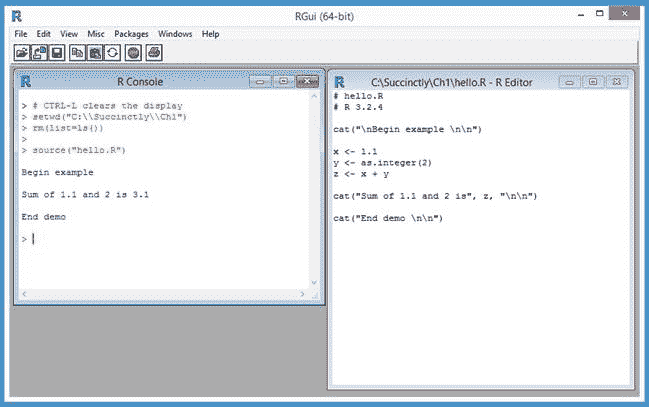 RGui (64-bit)
File Edit View Misc Packages Windows Help
R Console
> # CTRL-L clears the display
> setwd("C:\\Succinctly\\Ch1")
> rm(list=ls())
>
> source("hello.R")
Begin example
Sum of 1.1 and 2 is 3.1
End demo
>
C:\Succinctly\Ch1\hello.R - R Editor
# hello.R
# R 3.2.4
cat("\nBegin example \n\n")
x <- 1.1
y <- as.integer(2)
z <- x + y
cat("Sum of 1.1 and 2 is", z, "\n\n")
cat("End demo \n\n")